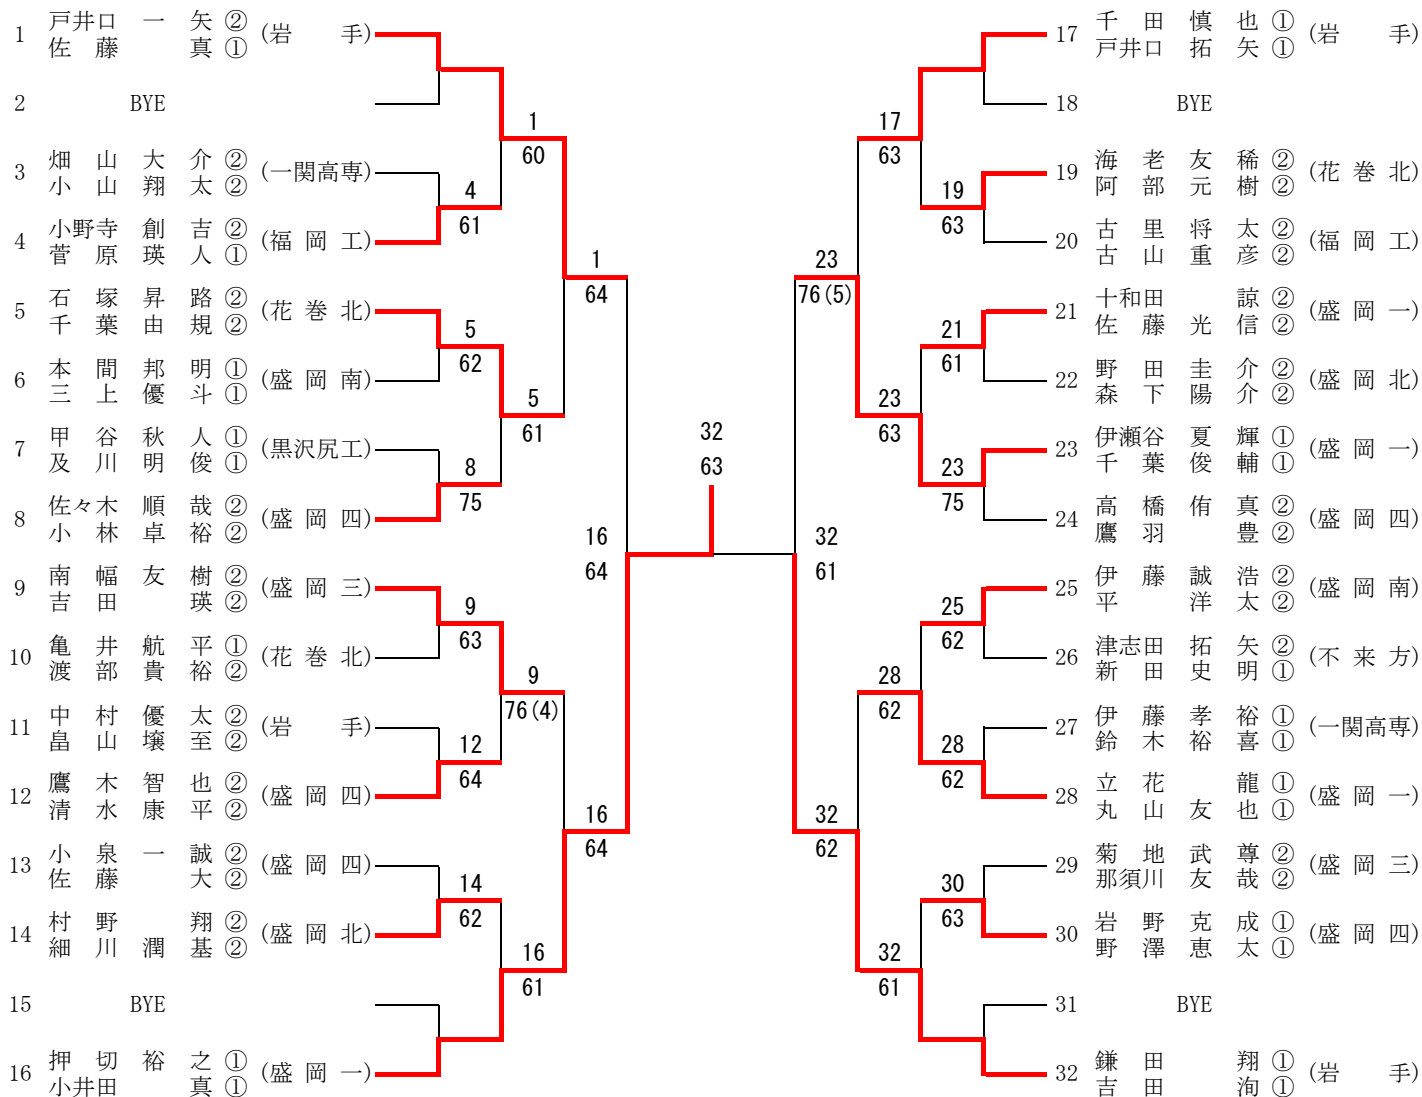 1 戸井口 一 矢 ② (岩 手)
佐 藤 真 ①
2 BYE
3 畑 山 大 介 ② (一関高専)
小 山 翔 太 ②
4 小野寺 創 吉 ② (福 岡 工)
菅 原 瑛 人 ①
5 石 塚 昇 路 ② (花 巻 北)
千 葉 由 規 ②
6 本 間 邦 明 ① (盛 岡 南)
三 上 優 斗 ①
7 甲 谷 秋 人 ① (黒沢尻工)
及 川 明 俊 ①
8 佐々木 順 哉 ② (盛 岡 四)
小 林 卓 裕 ②
9 南 幅 友 樹 ② (盛 岡 三)
吉 田 瑛 ②
10 亀 井 航 平 ① (花 巻 北)
渡 部 貴 裕 ②
11 中 村 優 太 ② (岩 手)
畠 山 壌 至 ②
12 鷹 木 智 也 ② (盛 岡 四)
清 水 康 平 ②
13 小 泉 一 誠 ② (盛 岡 四)
佐 藤 大 ②
14 村 野 翔 ② (盛 岡 北)
細 川 潤 基 ②
15 BYE
16 押 切 裕 之 ① (盛 岡 一)
小井田 真 ①
4
61
5
62
8
75
9
63
12
64
14
62
1
60
5
61
9
76(4)
16
61
1
64
16
64
16
64
32
63
32
61
23
76(5)
32
62
17
63
23
63
28
62
32
61
19
63
21
61
23
75
25
62
28
62
30
63
17 千 田 慎 也 ① (岩 手)
戸井口 拓 矢 ①
18 BYE
19 海 老 友 稀 ② (花 巻 北)
阿 部 元 樹 ②
20 古 里 将 太 ② (福 岡 工)
古 山 重 彦 ②
21 十和田 諒 ② (盛 岡 一)
佐 藤 光 信 ②
22 野 田 圭 介 ② (盛 岡 北)
森 下 陽 介 ②
23 伊瀬谷 夏 輝 ① (盛 岡 一)
千 葉 俊 輔 ①
24 高 橋 侑 真 ② (盛 岡 四)
鷹 羽 豊 ②
25 伊 藤 誠 浩 ② (盛 岡 南)
平 洋 太 ②
26 津志田 拓 矢 ② (不 来 方)
新 田 史 明 ①
27 伊 藤 孝 裕 ① (一関高専)
鈴 木 裕 喜 ①
28 立 花 龍 ① (盛 岡 一)
丸 山 友 也 ①
29 菊 地 武 尊 ② (盛 岡 三)
那須川 友 哉 ②
30 岩 野 克 成 ① (盛 岡 四)
野 澤 恵 太 ①
31 BYE
32 鎌 田 翔 ① (岩 手)
吉 田 洵 ①